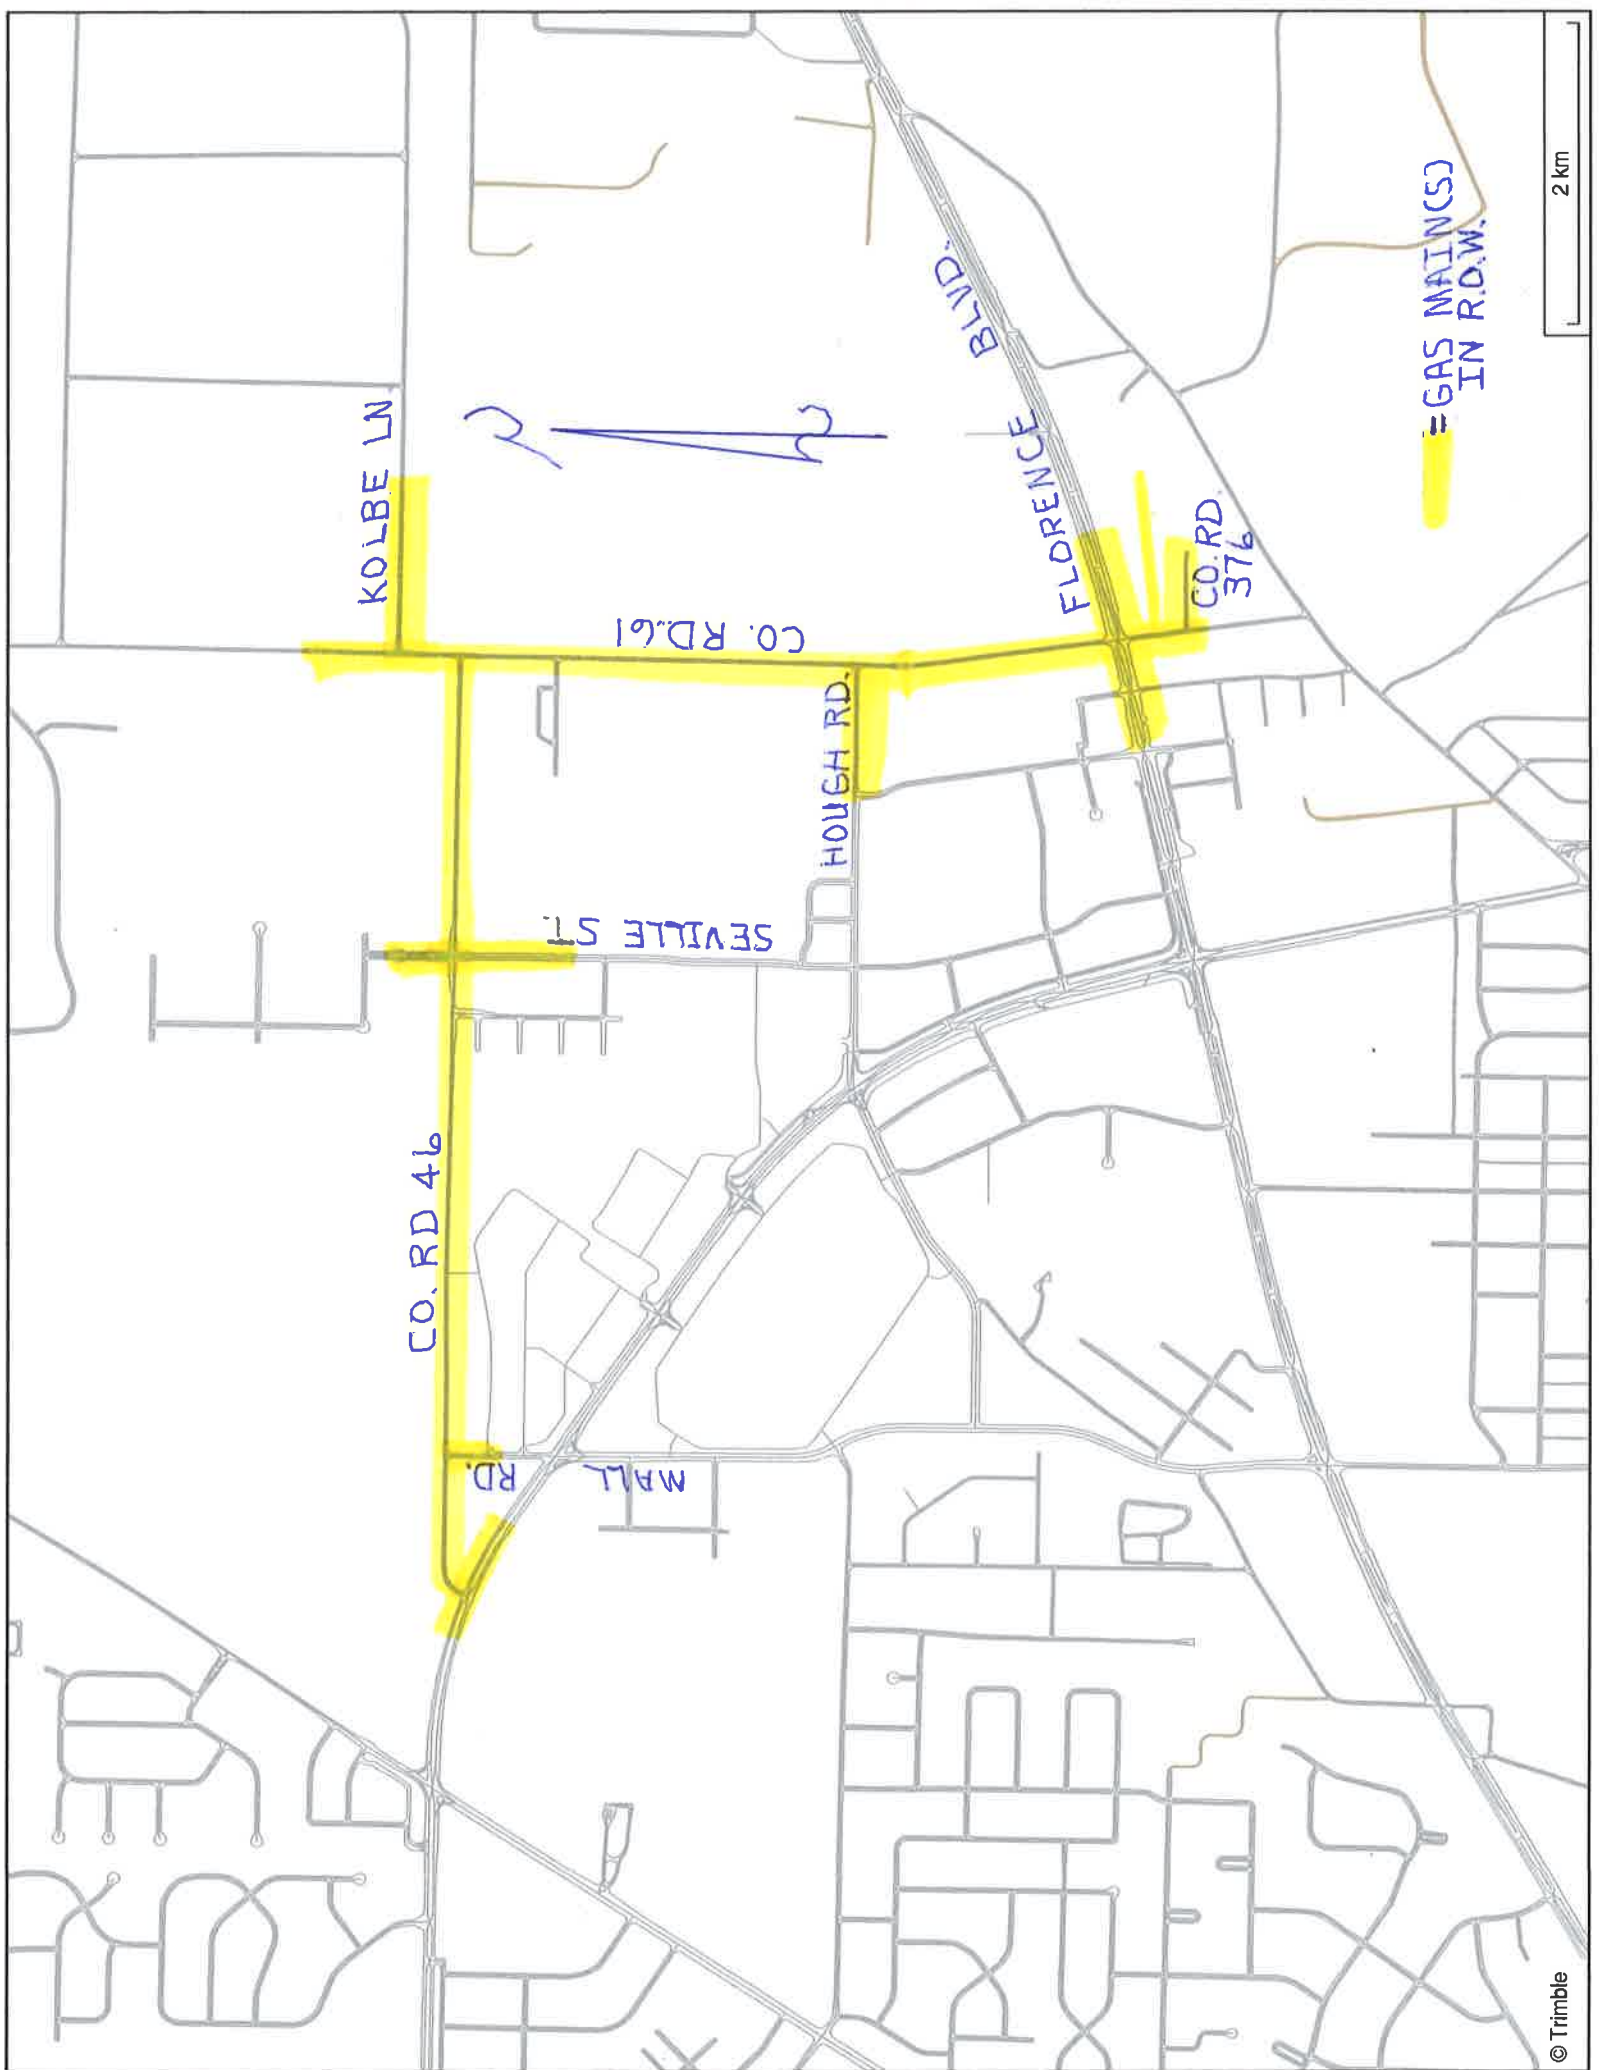 KOLBE LN.
CO. RD. 61
FLORENCE BLVD.
CO. RD.
376
HOUGH RD.
SEVILLE ST
CO. RD 46
MALL RD.
= GAS MAIN(S)
IN R.O.W.
2 km
© Trimble